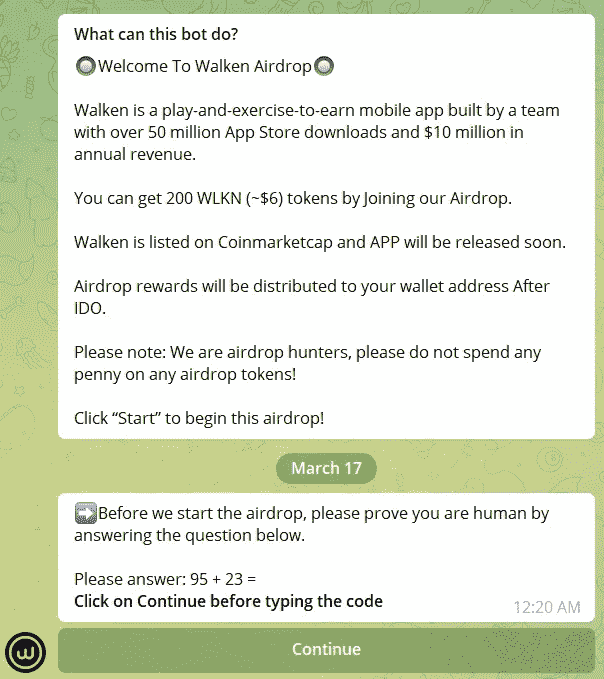 What can this bot do?
🔘Welcome To Walken Airdrop🔘
Walken is a play-and-exercise-to-earn mobile app built by a team
with over 50 million App Store downloads and $10 million in
annual revenue.
You can get 200 WLKN (~$6) tokens by Joining our Airdrop.
Walken is listed on Coinmarketcap and APP will be released soon.
Airdrop rewards will be distributed to your wallet address After
IDO.
Please note: We are airdrop hunters, please do not spend any
penny on any airdrop tokens!
Click “Start” to begin this airdrop!
March 17
➡️Before we start the airdrop, please prove you are human by
answering the question below.
Please answer: 95 + 23 =
Click on Continue before typing the code
12:20 AM
Continue